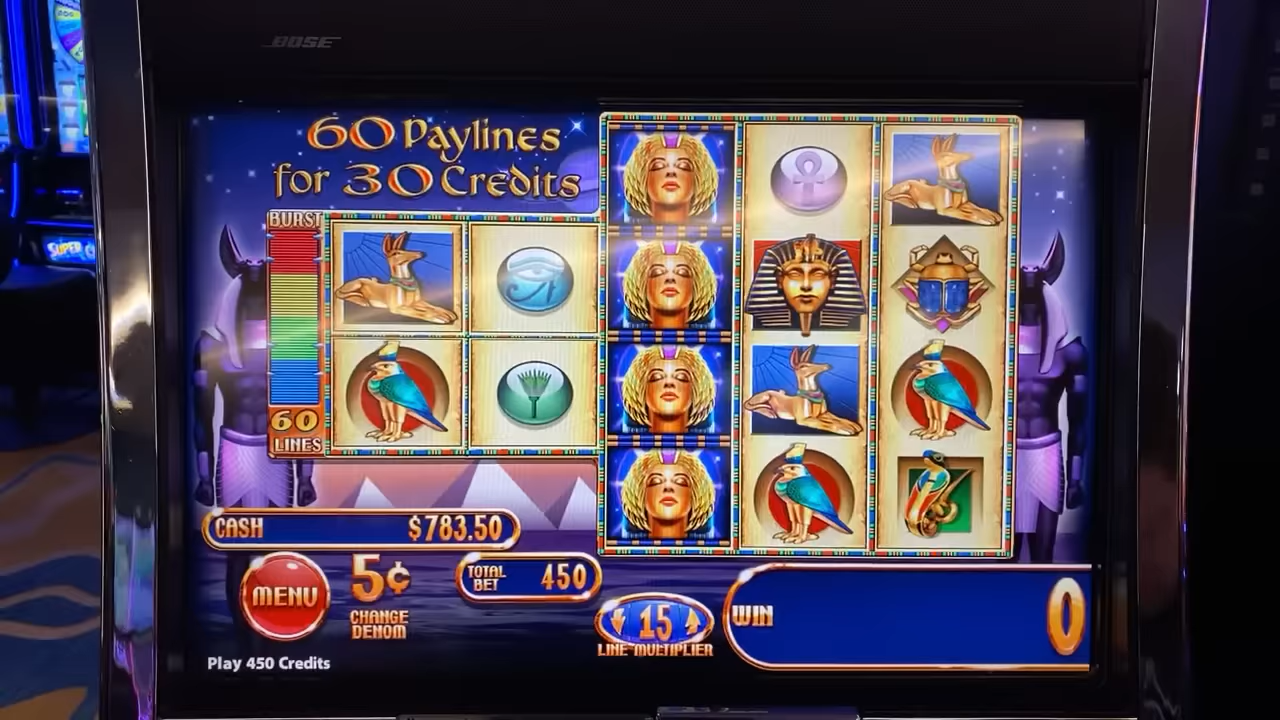 BOSE
60 Paylines
for 30 Credits
BURST
60
LINES
SUPER
CASH $783.50
MENU
5¢
CHANGE
DENOM
TOTAL
BET 450
15
LINE MULTIPLIER
WIN 0
Play 450 Credits